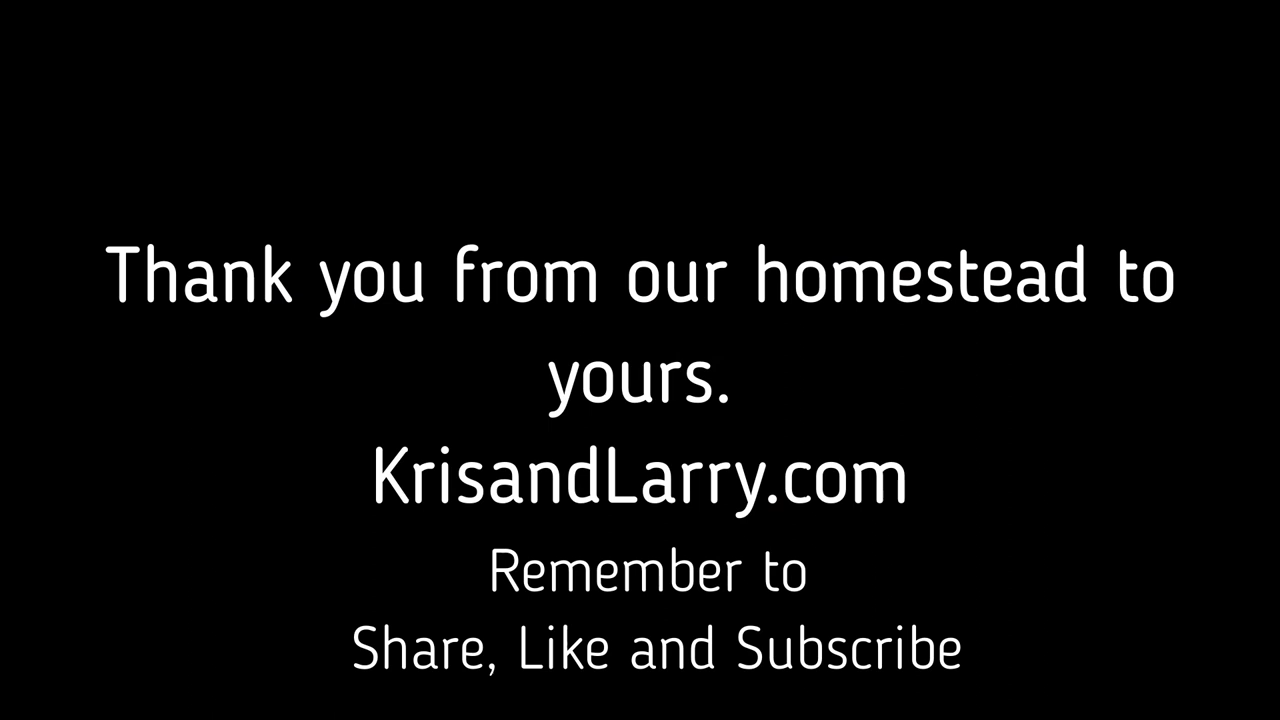 Thank you from our homestead to
yours.
KrisandLarry.com
Remember to
Share, Like and Subscribe